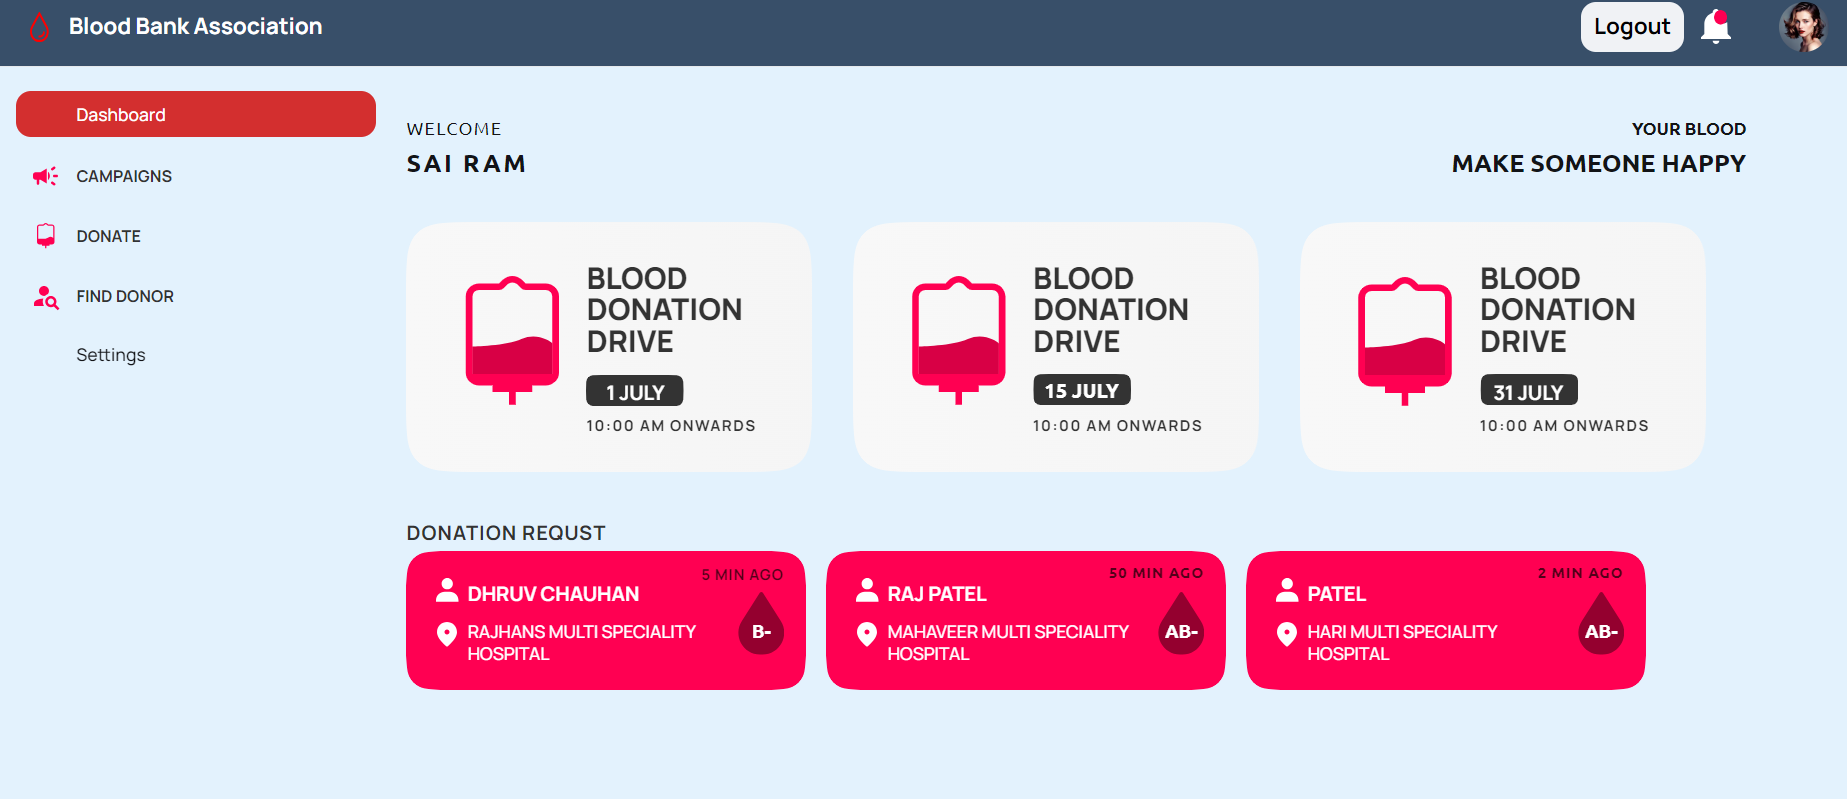 Blood Bank Association
Logout
Dashboard
CAMPAIGNS
DONATE
FIND DONOR
Settings
WELCOME
SAI RAM
YOUR BLOOD
MAKE SOMEONE HAPPY
BLOOD
DONATION
DRIVE
1 JULY
10:00 AM ONWARDS
BLOOD
DONATION
DRIVE
15 JULY
10:00 AM ONWARDS
BLOOD
DONATION
DRIVE
31 JULY
10:00 AM ONWARDS
DONATION REQUST
5 MIN AGO
DHRUV CHAUHAN
RAJHANS MULTI SPECIALITY
HOSPITAL
B-
50 MIN AGO
RAJ PATEL
MAHAVEER MULTI SPECIALITY
HOSPITAL
AB-
2 MIN AGO
PATEL
HARI MULTI SPECIALITY
HOSPITAL
AB-